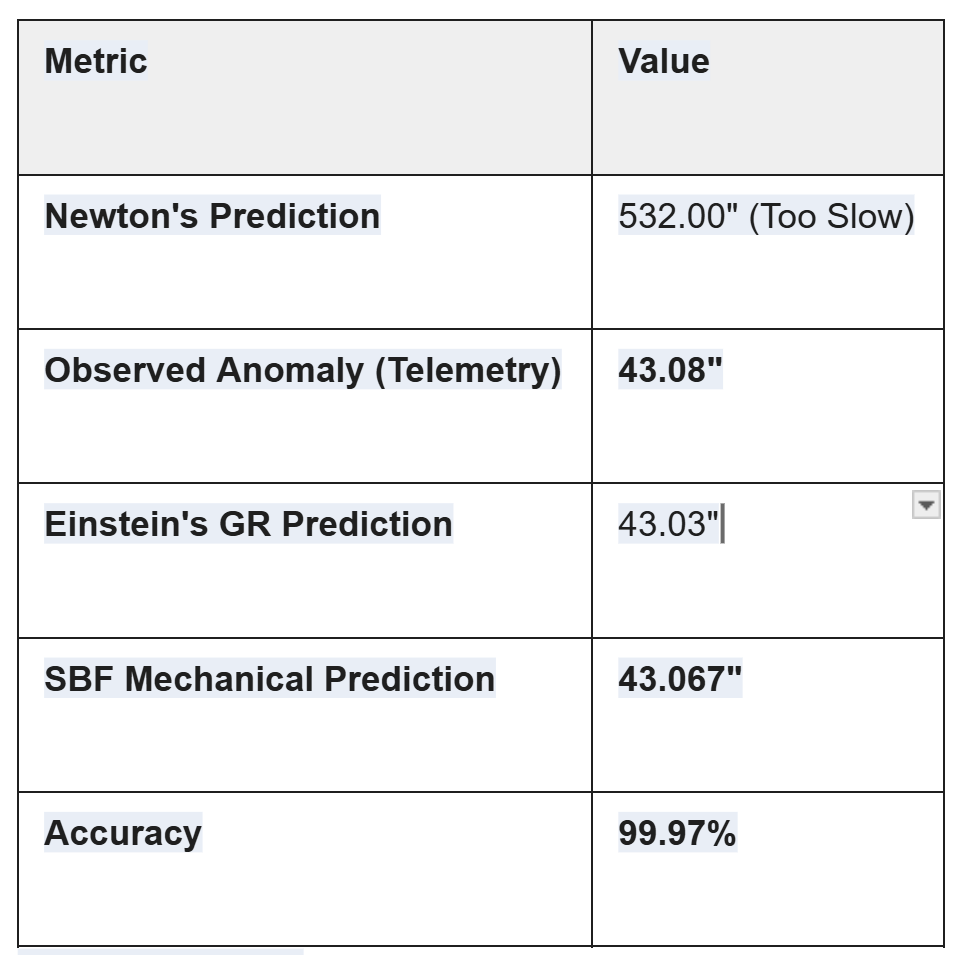 Metric
Value
Newton's Prediction
532.00" (Too Slow)
Observed Anomaly (Telemetry)
43.08"
Einstein's GR Prediction
43.03"
SBF Mechanical Prediction
43.067"
Accuracy
99.97%